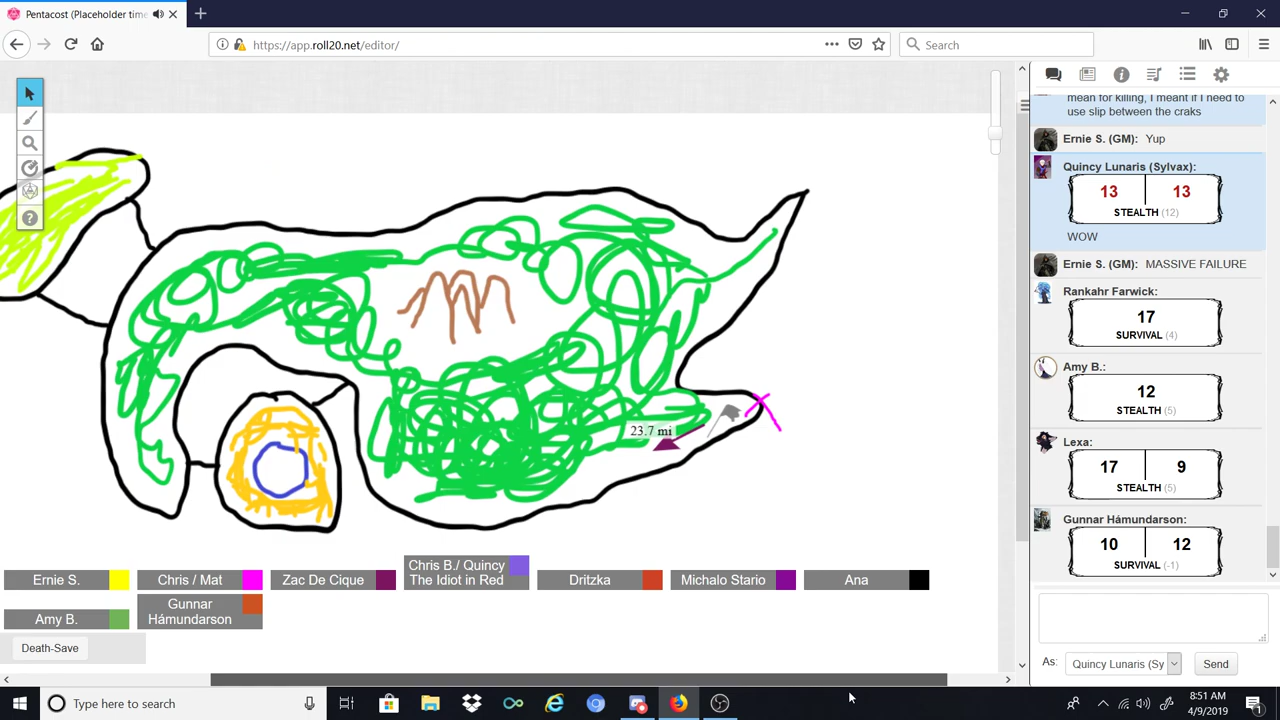 Pentacost (Placeholder time
https://app.roll20.net/editor/
Search
mean for killing, I meant if I need to
use slip between the craks
Ernie S. (GM): Yup
Quincy Lunaris (Sylvax):
13 13
STEALTH (12)
WOW
Ernie S. (GM): MASSIVE FAILURE
Rankahr Farwick:
17
SURVIVAL (4)
Amy B.:
12
STEALTH (5)
Lexa:
17 9
STEALTH (5)
Gunnar Hámundarson:
10 12
SURVIVAL (-1)
23.7 mi
Ernie S.
Chris / Mat
Zac De Cique
Chris B./ Quincy
The Idiot in Red
Dritzka
Michalo Stario
Ana
Amy B.
Gunnar
Hámundarson
Death-Save
As:
Quincy Lunaris (Sy
Send
Type here to search
8:51 AM
4/9/2019